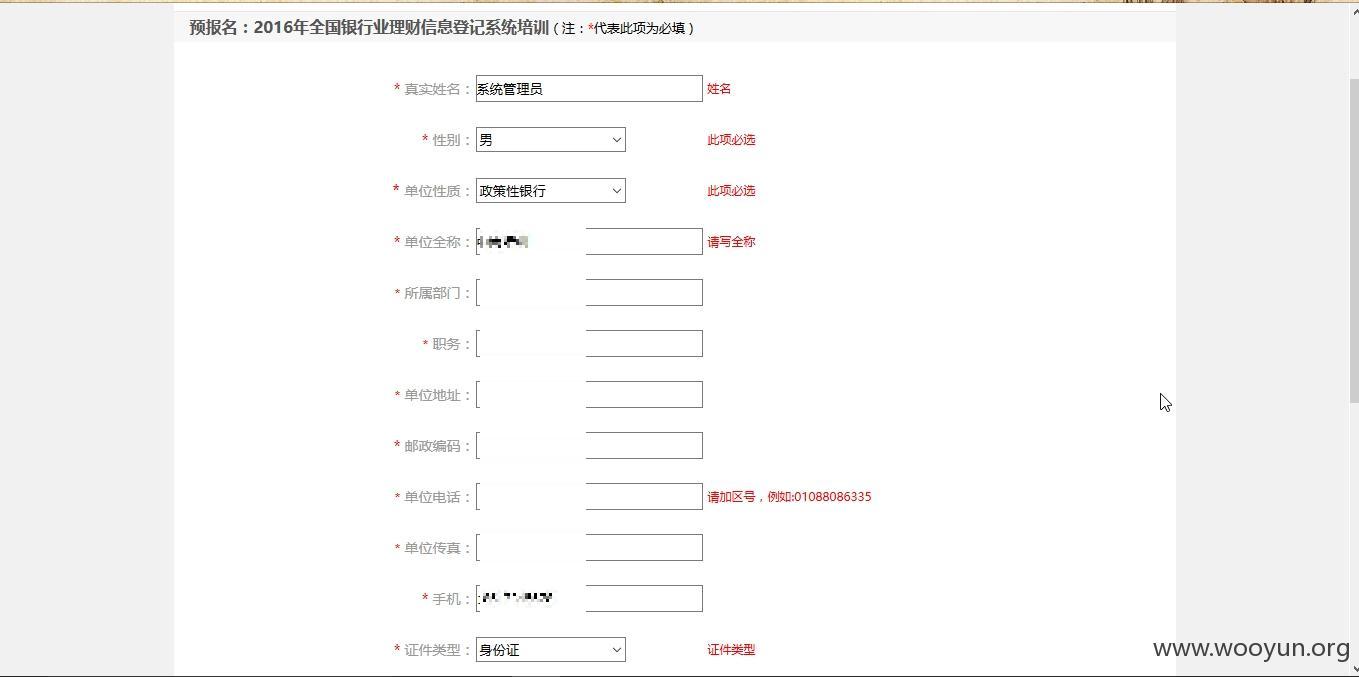 预报名：2016年全国银行业理财信息登记系统培训 ( 注：*代表此项为必填 )
* 真实姓名： 系统管理员 姓名
* 性别： 男 此项必选
* 单位性质： 政策性银行 此项必选
* 单位全称： 请写全称
* 所属部门：
* 职务：
* 单位地址：
* 邮政编码：
* 单位电话： 请加区号，例如:01088086335
* 单位传真：
* 手机：
* 证件类型： 身份证 证件类型
www.wooyun.org